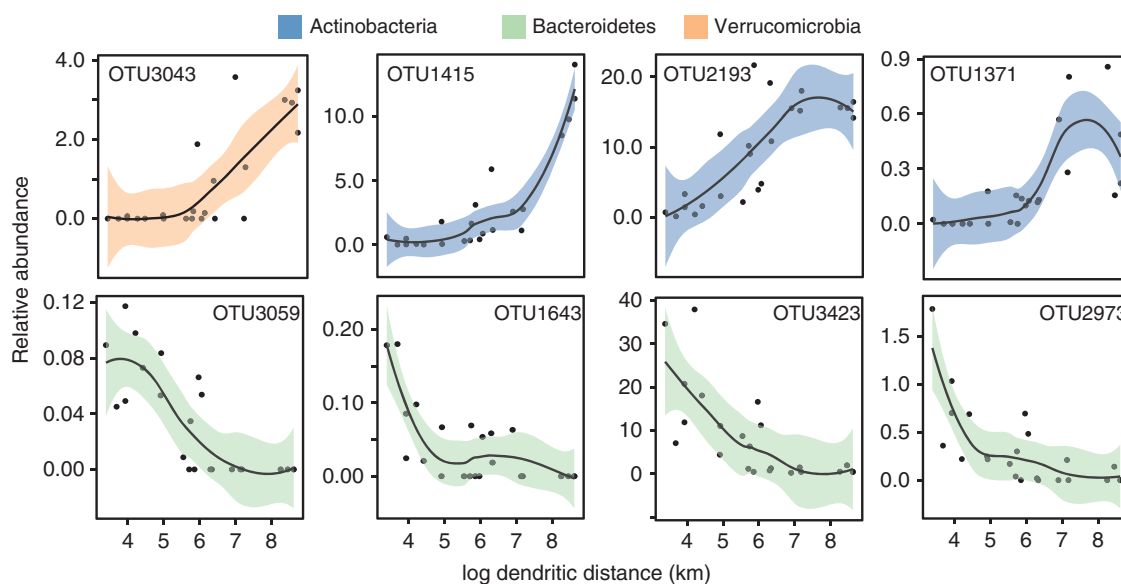 Actinobacteria Bacteroidetes Verrucomicrobia
OTU3043 OTU1415 OTU2193 OTU1371
4.0 2.0 0.0
10.0 5.0 0.0
20.0 10.0 0.0
0.9 0.6 0.3 0.0
Relative abundance
OTU3059 OTU1643 OTU3423 OTU2973
0.12 0.08 0.04 0.00
0.20 0.10 0.00
40 30 20 10 0
1.5 1.0 0.5 0.0
4 5 6 7 8 4 5 6 7 8 4 5 6 7 8 4 5 6 7 8
log dendritic distance (km)